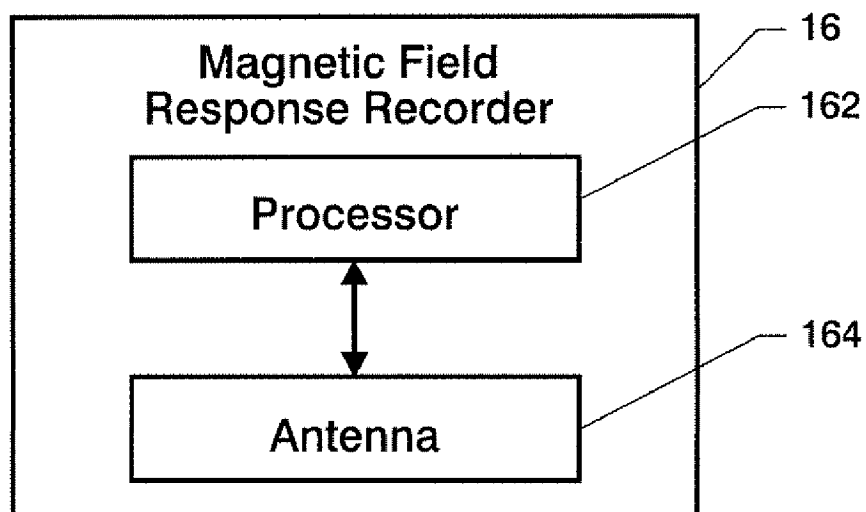 Magnetic Field
Response Recorder
16
162
Processor
164
Antenna